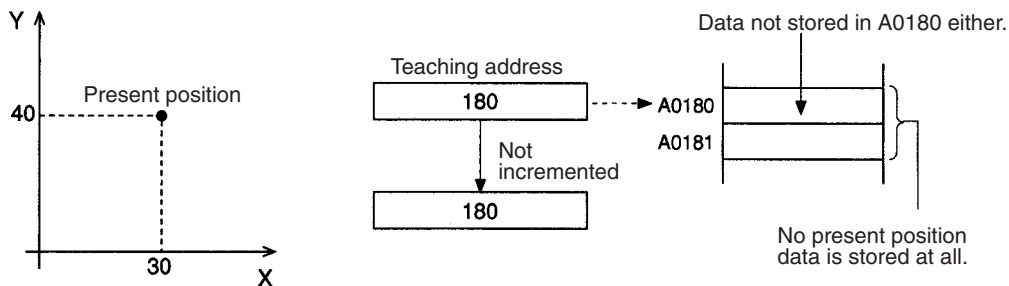 Y
40
Present position
30
X
Teaching address
180
Not
incremented
180
Data not stored in A0180 either.
A0180
A0181
No present position
data is stored at all.